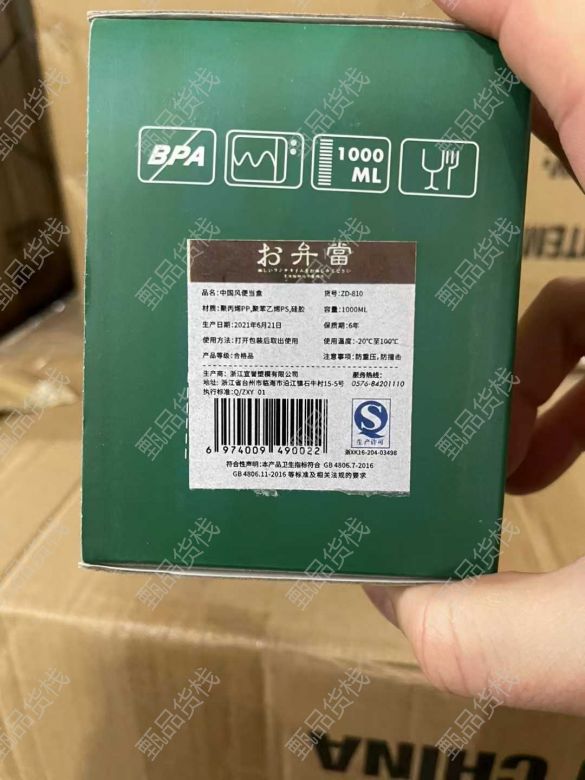 BPA
1000
ML
お弁當
品名：中国风便当盒
货号：ZD-810
材质：聚丙烯PP,聚苯乙烯PS,硅胶
容量：1000ML
生产日期：2021年6月21日
保质期：6年
使用方法：打开包装后取出使用
使用温度：-20℃至100℃
产品等级：合格品
注意事项：防重压，防撞击
生产商：浙江宜管塑模有限公司
服务热线：
地址：浙江省台州市临海市沿江镇石牛村15-5号
0576-84201110
执行标准：Q/ZXY 01
6 974009 490022
生产许可
浙XK16-204-03498
符合性声明：本产品卫生指标符合 GB 4806.7-2016
GB 4806.11-2016 等标准及相关法规的要求
CHINA
甄品货栈